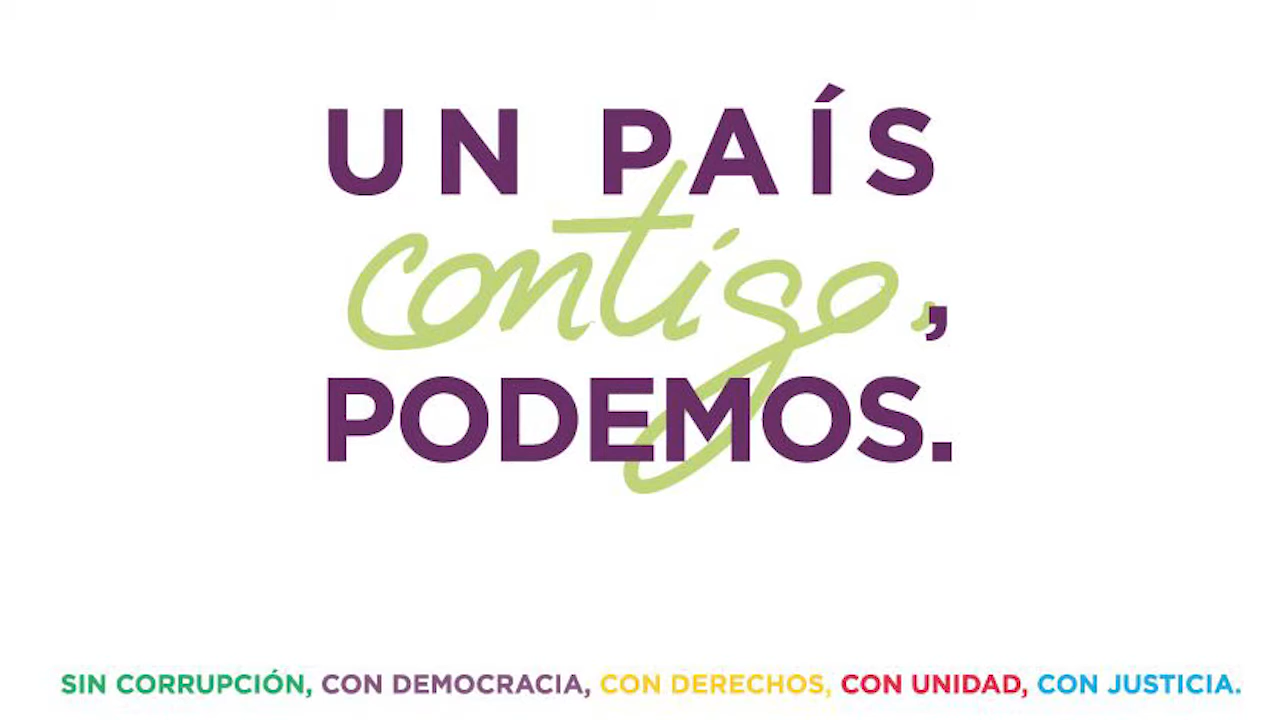 UN PAÍS
contigo,
PODEMOS.
SIN CORRUPCIÓN, CON DEMOCRACIA, CON DERECHOS, CON UNIDAD, CON JUSTICIA.